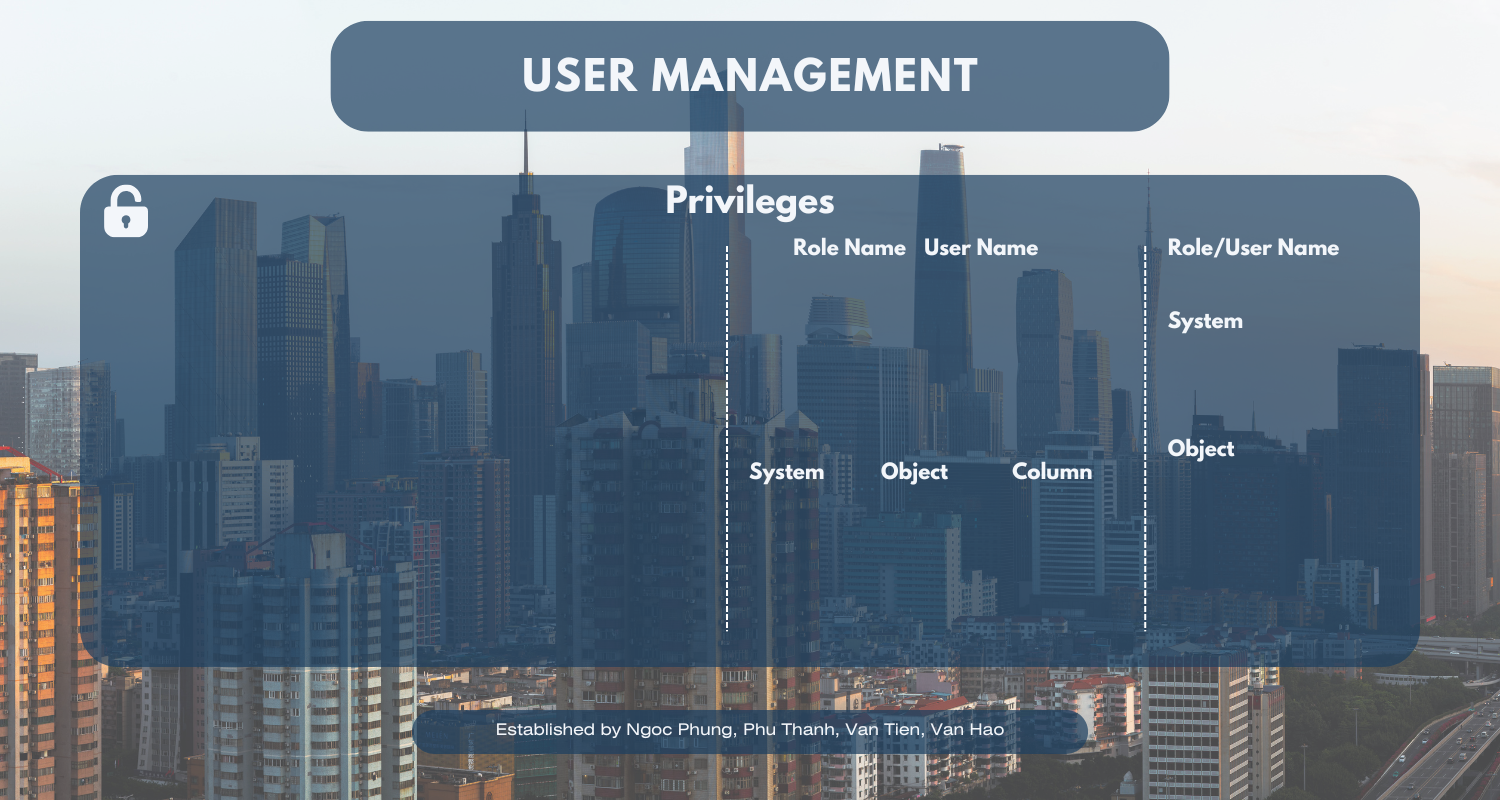 USER MANAGEMENT
Privileges
Role Name User Name
Role/User Name
System
Object
System Object Column
Established by Ngoc Phung, Phu Thanh, Van Tien, Van Hao